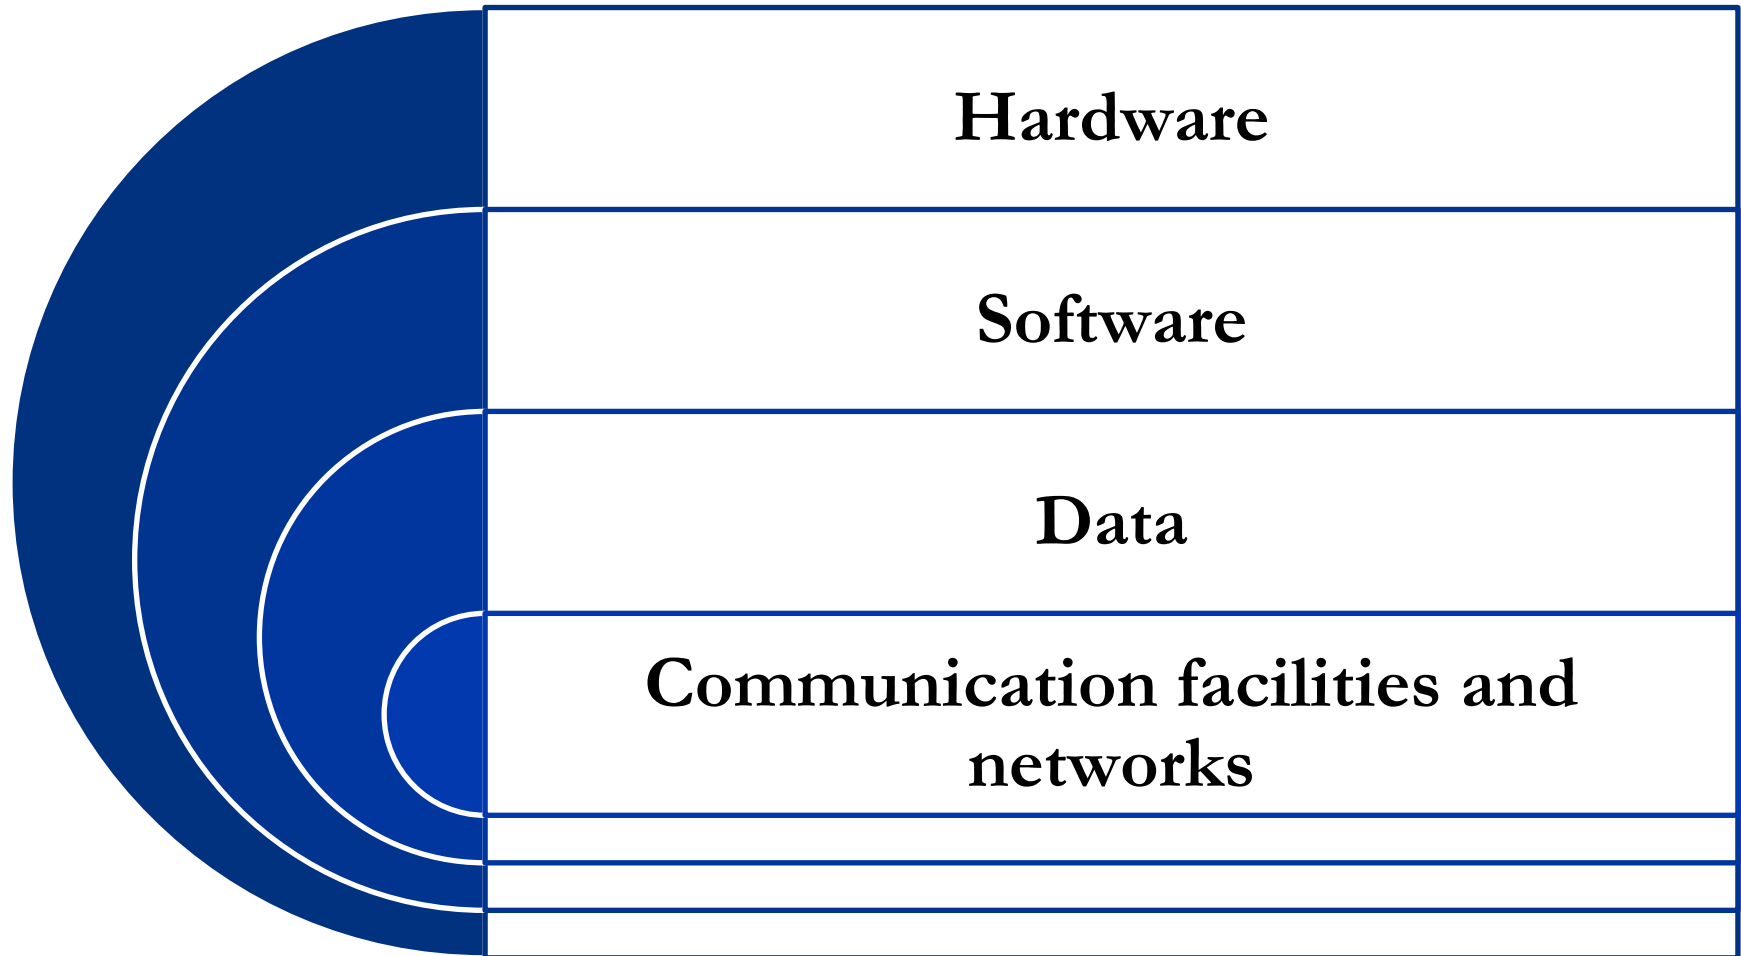 Hardware
Software
Data
Communication facilities and
networks